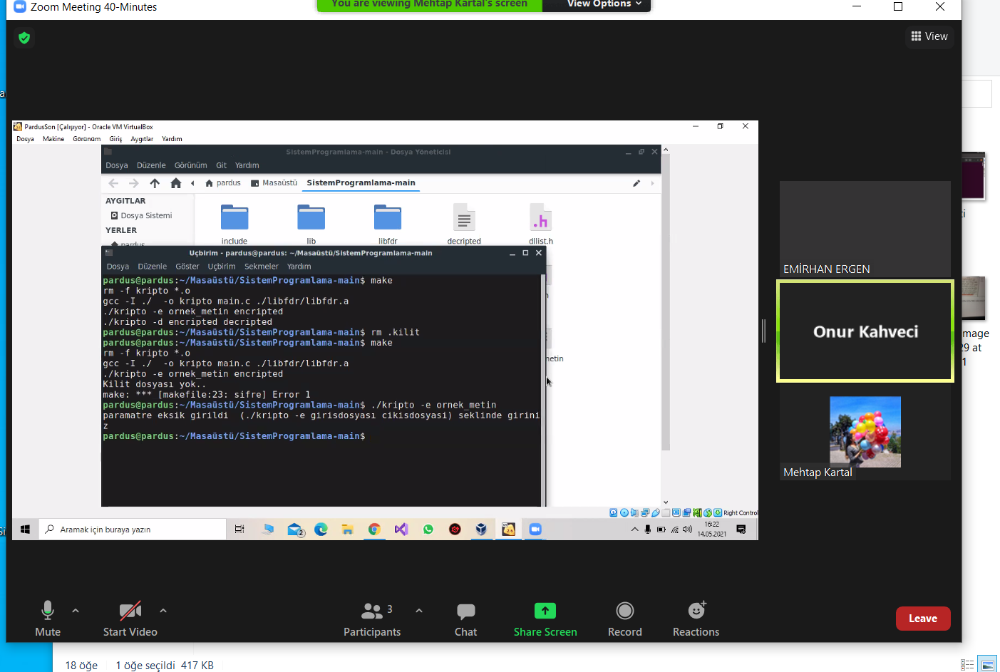 Zoom Meeting 40-Minutes
You are viewing Mehtap Kartal's screen
View Options
View
PardusSon [Çalışıyor] - Oracle VM VirtualBox
Dosya Makine Görünüm Giriş Aygıtlar Yardım
SistemProgramlama-main - Dosya Yöneticisi
Dosya Düzenle Görünüm Git Yardım
pardus Masaüstü SistemProgramlama-main
AYGITLAR
Dosya Sistemi
YERLER
pardus
include lib libfdr decripted dllist.h
.h
Uçbirim - pardus@pardus: ~/Masaüstü/SistemProgramlama-main
Dosya Düzenle Göster Uçbirim Sekmeler Yardım
pardus@pardus:~/Masaüstü/SistemProgramlama-main$ make
rm -f kripto *.o
gcc -I ./  -o kripto main.c ./libfdr/libfdr.a
./kripto -e ornek_metin encripted
./kripto -d encripted decripted
pardus@pardus:~/Masaüstü/SistemProgramlama-main$ rm .kilit
pardus@pardus:~/Masaüstü/SistemProgramlama-main$ make
rm -f kripto *.o
gcc -I ./  -o kripto main.c ./libfdr/libfdr.a
./kripto -e ornek_metin encripted
Kilit dosyası yok..
make: *** [makefile:23: sifre] Error 1
pardus@pardus:~/Masaüstü/SistemProgramlama-main$ ./kripto -e ornek_metin
paramatre eksik girildi  (./kripto -e girisdosyası cikisdosyasi) seklinde girini
z
pardus@pardus:~/Masaüstü/SistemProgramlama-main$
netin
Right Control
Aramak için buraya yazın
2
16:22
14.05.2021
EMİRHAN ERGEN
Onur Kahveci
Mehtap Kartal
mage
29 at
1
Mute
Start Video
Participants 3
Chat
Share Screen
Record
Reactions
Leave
18 öğe 1 öğe seçildi 417 KB